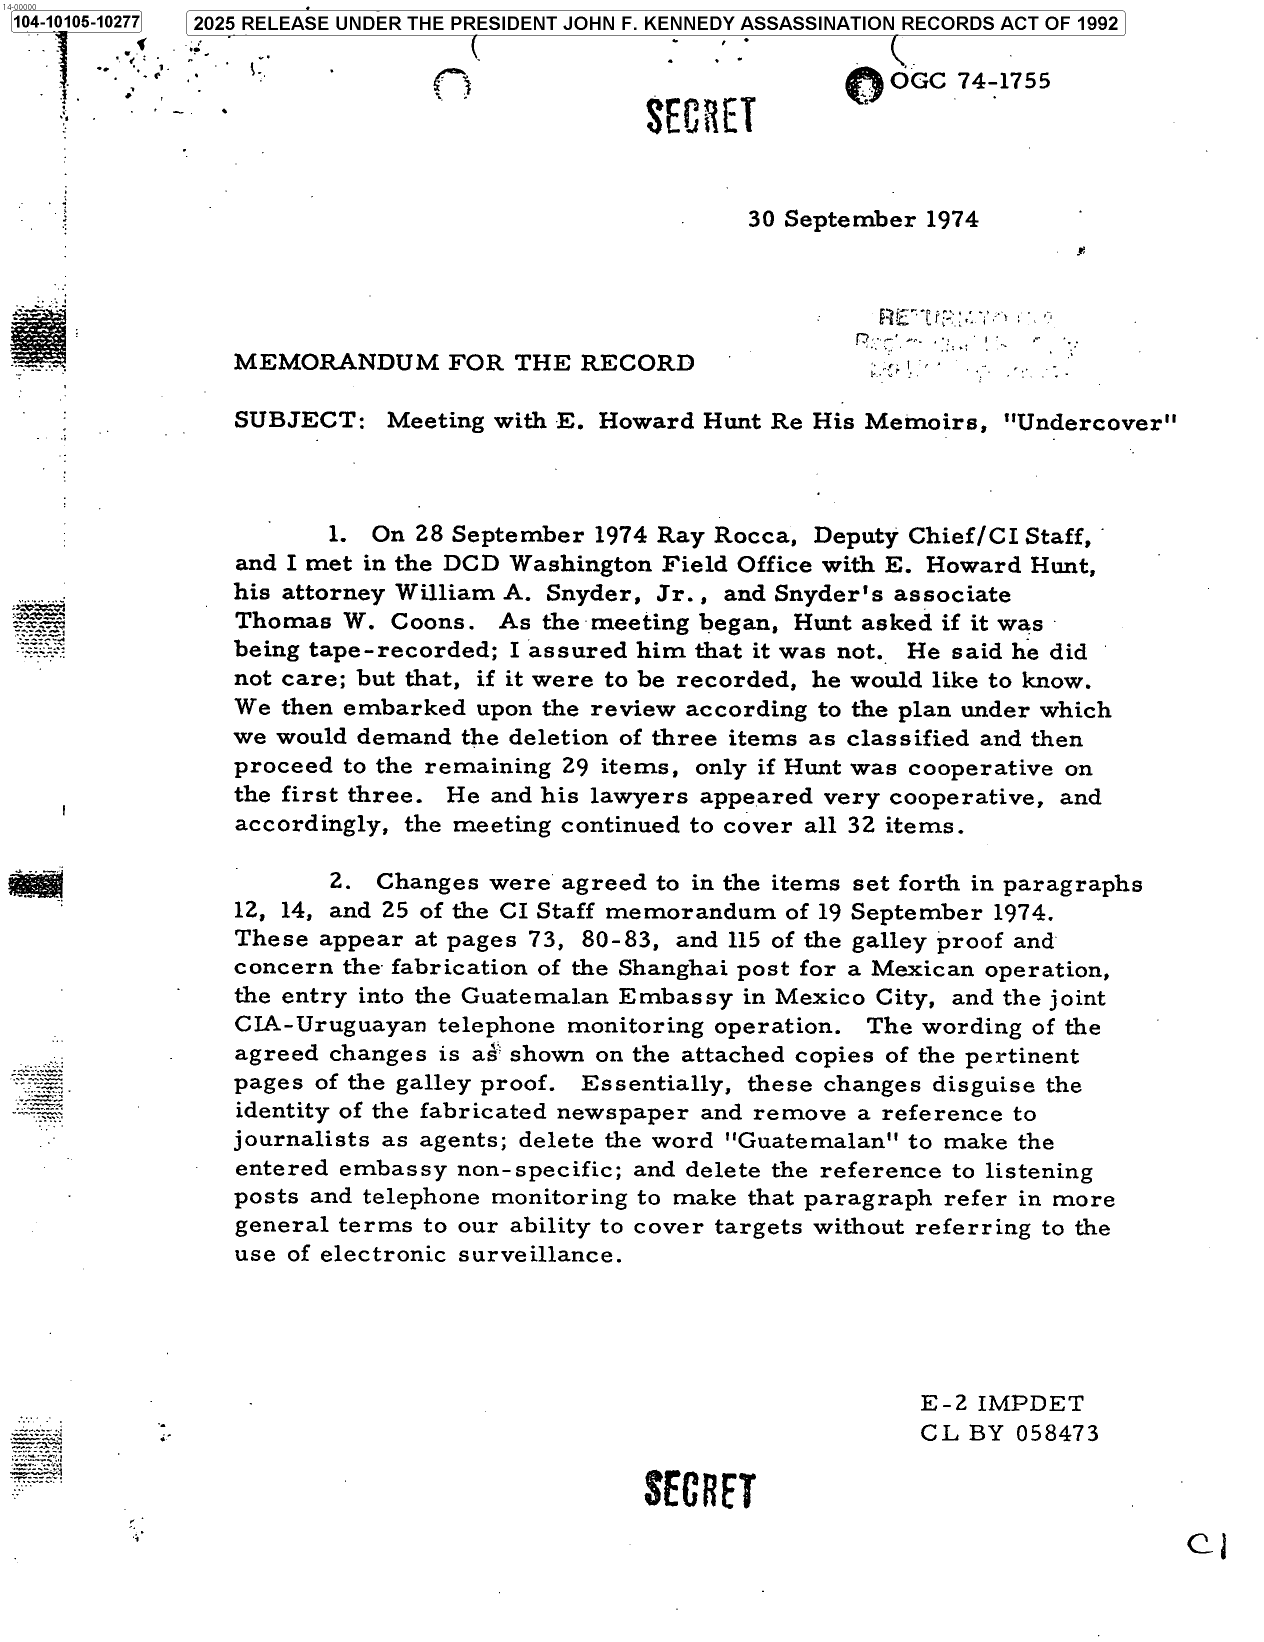 14-00000
104-10105-10277
2025 RELEASE UNDER THE PRESIDENT JOHN F. KENNEDY ASSASSINATION RECORDS ACT OF 1992
OGC 74-1755
SECRET
30 September 1974
MEMORANDUM FOR THE RECORD
SUBJECT: Meeting with E. Howard Hunt Re His Memoirs, "Undercover"
1. On 28 September 1974 Ray Rocca, Deputy Chief/CI Staff,
and I met in the DCD Washington Field Office with E. Howard Hunt,
his attorney William A. Snyder, Jr., and Snyder's associate
Thomas W. Coons. As the meeting began, Hunt asked if it was
being tape-recorded; I assured him that it was not. He said he did
not care; but that, if it were to be recorded, he would like to know.
We then embarked upon the review according to the plan under which
we would demand the deletion of three items as classified and then
proceed to the remaining 29 items, only if Hunt was cooperative on
the first three. He and his lawyers appeared very cooperative, and
accordingly, the meeting continued to cover all 32 items.
2. Changes were agreed to in the items set forth in paragraphs
12, 14, and 25 of the CI Staff memorandum of 19 September 1974.
These appear at pages 73, 80-83, and 115 of the galley proof and
concern the fabrication of the Shanghai post for a Mexican operation,
the entry into the Guatemalan Embassy in Mexico City, and the joint
CIA-Uruguayan telephone monitoring operation. The wording of the
agreed changes is as shown on the attached copies of the pertinent
pages of the galley proof. Essentially, these changes disguise the
identity of the fabricated newspaper and remove a reference to
journalists as agents; delete the word "Guatemalan" to make the
entered embassy non-specific; and delete the reference to listening
posts and telephone monitoring to make that paragraph refer in more
general terms to our ability to cover targets without referring to the
use of electronic surveillance.
E-2 IMPDET
CL BY 058473
SECRET
C1